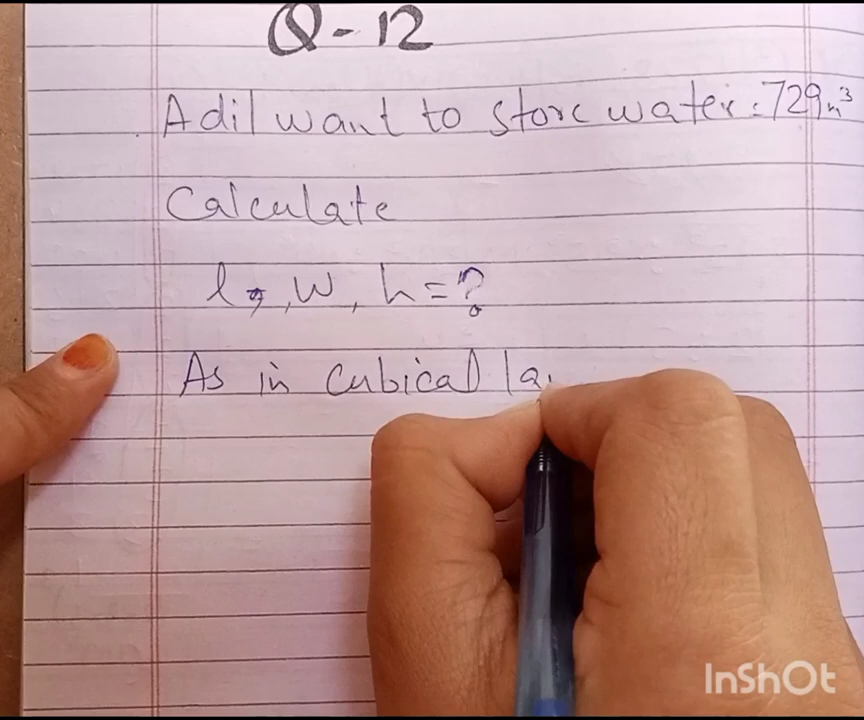 Q-12
Adil want to store water = 729m³
Calculate
l, w, h = ?
As in cubical
InShOt